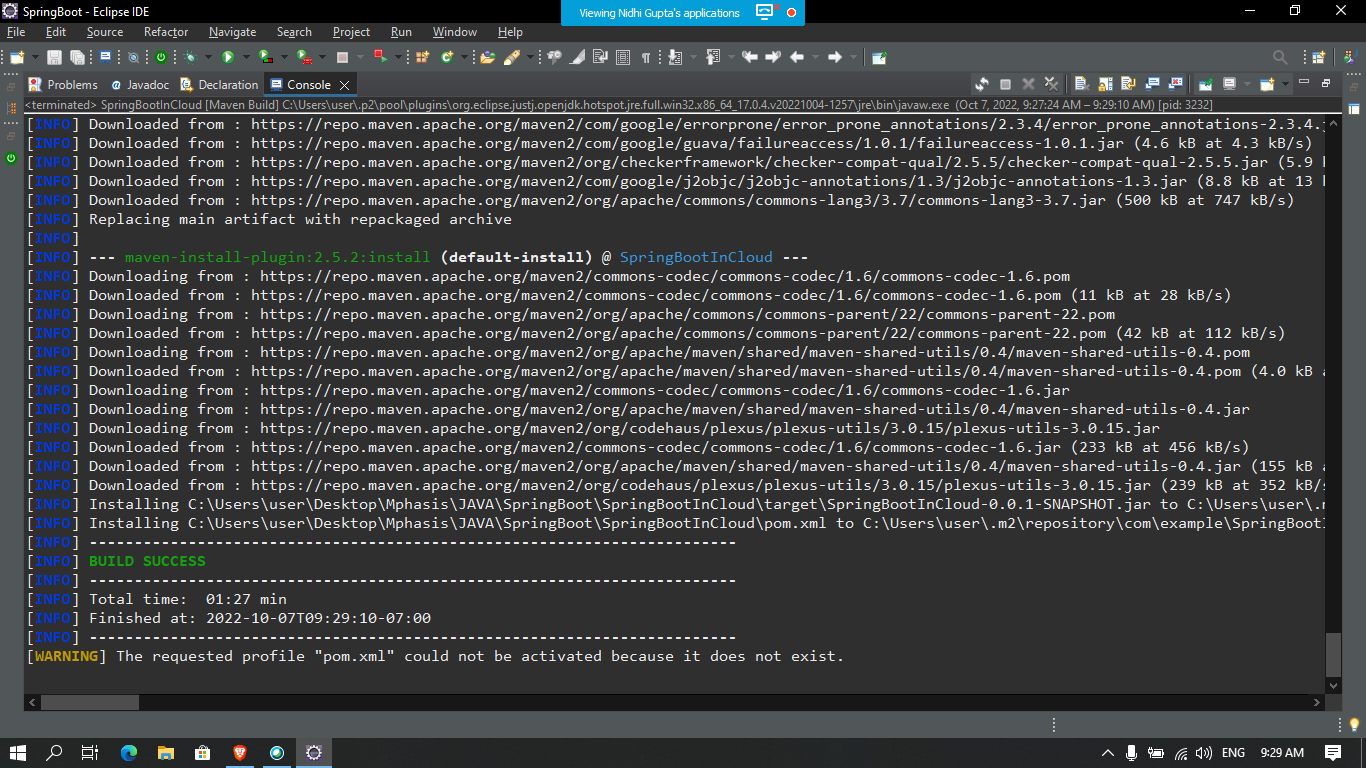 SpringBoot - Eclipse IDE
Viewing Nidhi Gupta's applications
File Edit Source Refactor Navigate Search Project Run Window Help
Problems Javadoc Declaration Console
<terminated> SpringBootInCloud [Maven Build] C:\Users\user\.p2\pool\plugins\org.eclipse.justj.openjdk.hotspot.jre.full.win32.x86_64_17.0.4.v20221004-1257\jre\bin\javaw.exe (Oct 7, 2022, 9:27:24 AM – 9:29:10 AM) [pid: 3232]
[INFO] Downloaded from : https://repo.maven.apache.org/maven2/com/google/errorprone/error_prone_annotations/2.3.4/error_prone_annotations-2.3.4.
[INFO] Downloaded from : https://repo.maven.apache.org/maven2/com/google/guava/failureaccess/1.0.1/failureaccess-1.0.1.jar (4.6 kB at 4.3 kB/s)
[INFO] Downloaded from : https://repo.maven.apache.org/maven2/org/checkerframework/checker-compat-qual/2.5.5/checker-compat-qual-2.5.5.jar (5.9
[INFO] Downloaded from : https://repo.maven.apache.org/maven2/com/google/j2objc/j2objc-annotations/1.3/j2objc-annotations-1.3.jar (8.8 kB at 13
[INFO] Downloaded from : https://repo.maven.apache.org/maven2/org/apache/commons/commons-lang3/3.7/commons-lang3-3.7.jar (500 kB at 747 kB/s)
[INFO] Replacing main artifact with repackaged archive
[INFO]
[INFO] --- maven-install-plugin:2.5.2:install (default-install) @ SpringBootInCloud ---
[INFO] Downloading from : https://repo.maven.apache.org/maven2/commons-codec/commons-codec/1.6/commons-codec-1.6.pom
[INFO] Downloaded from : https://repo.maven.apache.org/maven2/commons-codec/commons-codec/1.6/commons-codec-1.6.pom (11 kB at 28 kB/s)
[INFO] Downloading from : https://repo.maven.apache.org/maven2/org/apache/commons/commons-parent/22/commons-parent-22.pom
[INFO] Downloaded from : https://repo.maven.apache.org/maven2/org/apache/commons/commons-parent/22/commons-parent-22.pom (42 kB at 112 kB/s)
[INFO] Downloading from : https://repo.maven.apache.org/maven2/org/apache/maven/shared/maven-shared-utils/0.4/maven-shared-utils-0.4.pom
[INFO] Downloaded from : https://repo.maven.apache.org/maven2/org/apache/maven/shared/maven-shared-utils/0.4/maven-shared-utils-0.4.pom (4.0 kB
[INFO] Downloading from : https://repo.maven.apache.org/maven2/commons-codec/commons-codec/1.6/commons-codec-1.6.jar
[INFO] Downloading from : https://repo.maven.apache.org/maven2/org/apache/maven/shared/maven-shared-utils/0.4/maven-shared-utils-0.4.jar
[INFO] Downloading from : https://repo.maven.apache.org/maven2/org/codehaus/plexus/plexus-utils/3.0.15/plexus-utils-3.0.15.jar
[INFO] Downloaded from : https://repo.maven.apache.org/maven2/commons-codec/commons-codec/1.6/commons-codec-1.6.jar (233 kB at 456 kB/s)
[INFO] Downloaded from : https://repo.maven.apache.org/maven2/org/apache/maven/shared/maven-shared-utils/0.4/maven-shared-utils-0.4.jar (155 kB
[INFO] Downloaded from : https://repo.maven.apache.org/maven2/org/codehaus/plexus/plexus-utils/3.0.15/plexus-utils-3.0.15.jar (239 kB at 352 kB/
[INFO] Installing C:\Users\user\Desktop\Mphasis\JAVA\SpringBoot\SpringBootInCloud\target\SpringBootInCloud-0.0.1-SNAPSHOT.jar to C:\Users\user\.
[INFO] Installing C:\Users\user\Desktop\Mphasis\JAVA\SpringBoot\SpringBootInCloud\pom.xml to C:\Users\user\.m2\repository\com\example\SpringBoot
[INFO] ------------------------------------------------------------------------
[INFO] BUILD SUCCESS
[INFO] ------------------------------------------------------------------------
[INFO] Total time:  01:27 min
[INFO] Finished at: 2022-10-07T09:29:10-07:00
[INFO] ------------------------------------------------------------------------
[WARNING] The requested profile "pom.xml" could not be activated because it does not exist.
ENG 9:29 AM